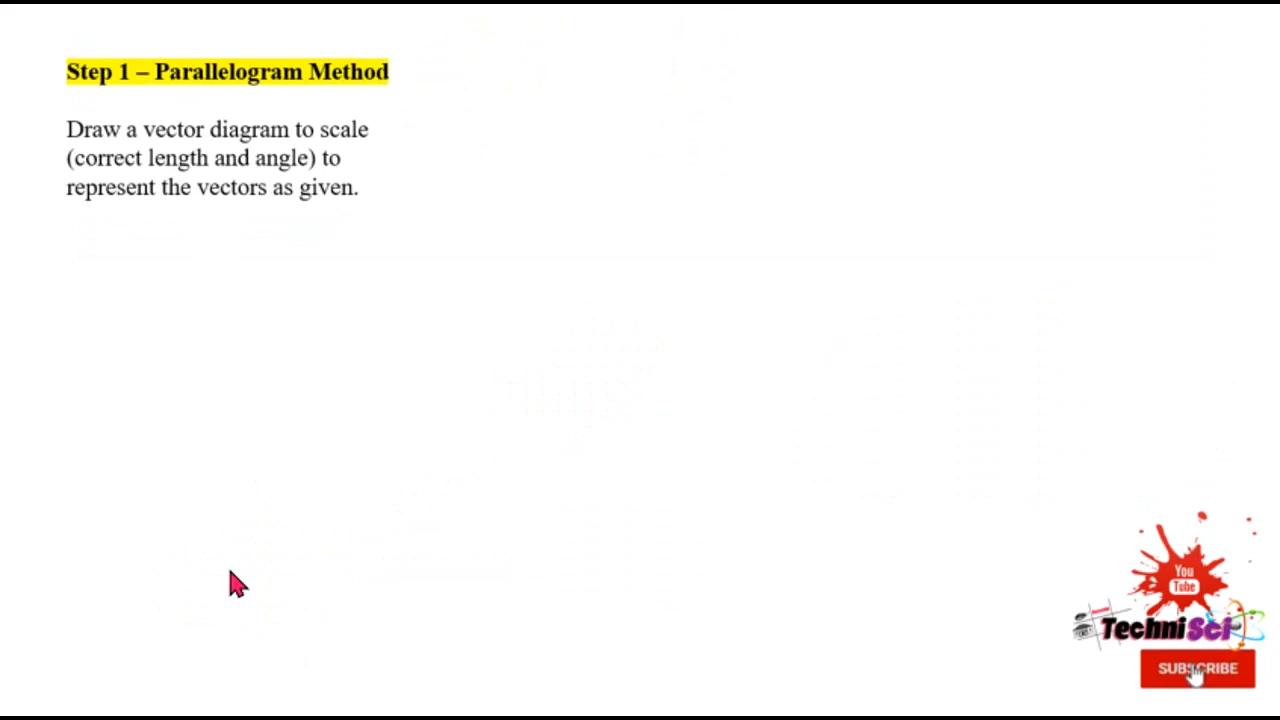 Step 1 – Parallelogram Method
Draw a vector diagram to scale
(correct length and angle) to
represent the vectors as given.
You
Tube
TechniSci
SUBSCRIBE